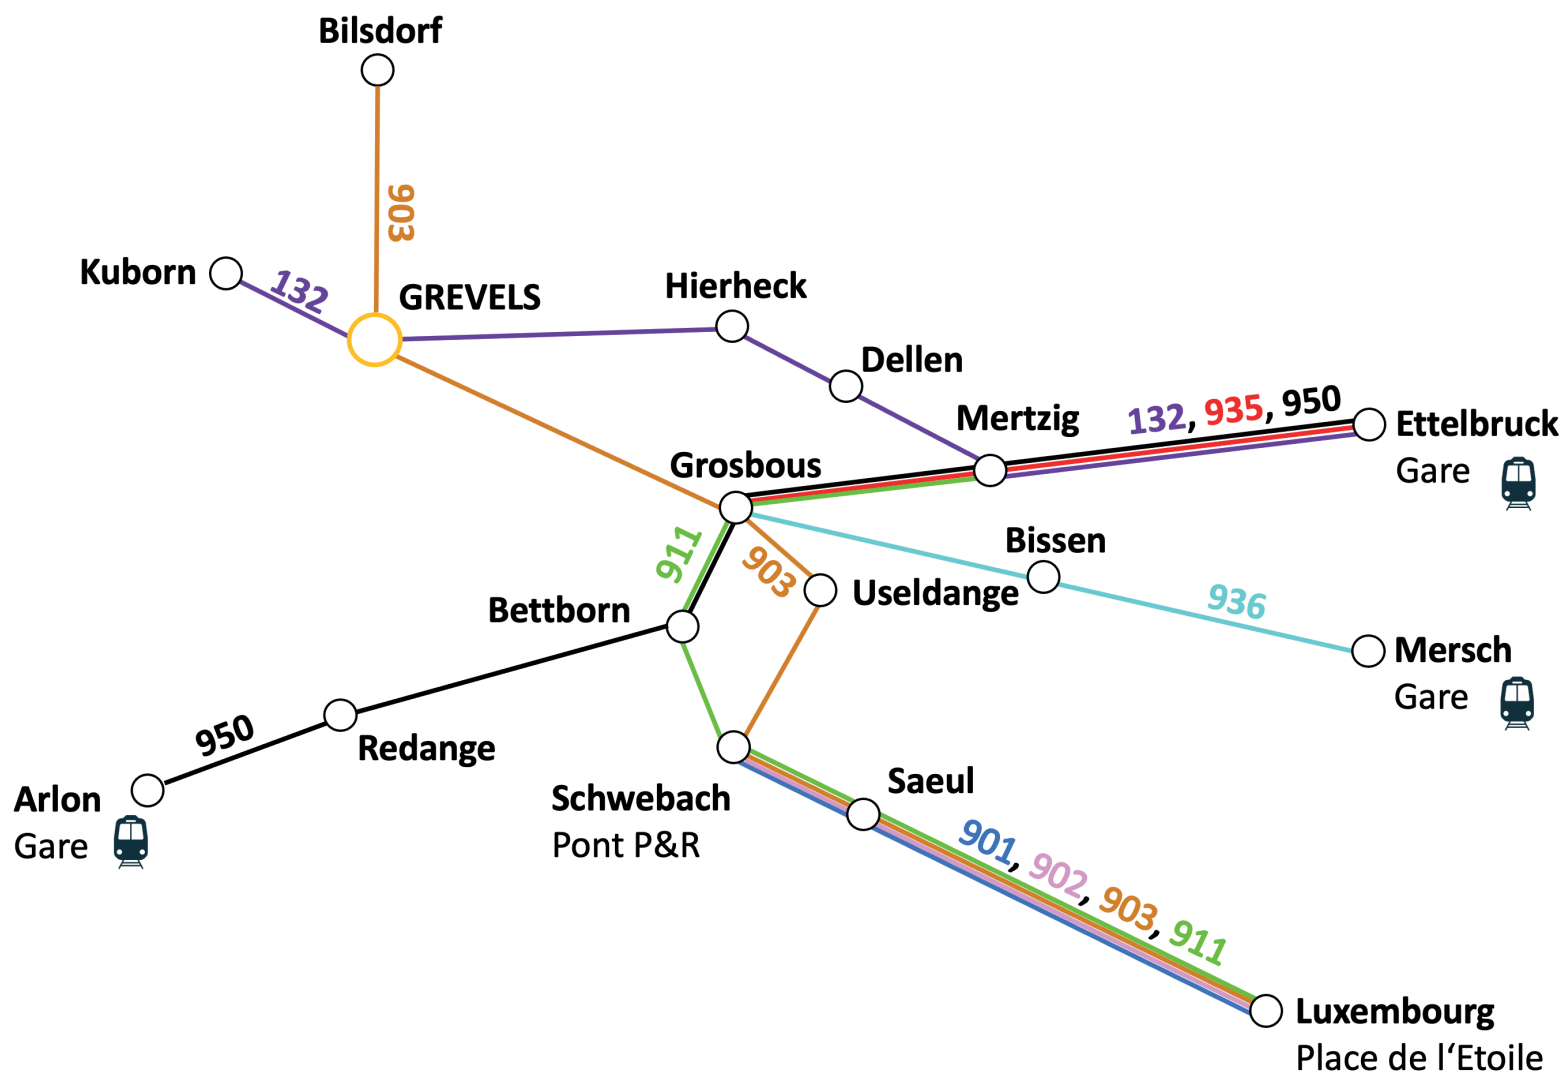 Bilsdorf
903
Kuborn
132
GREVELS
Hierheck
Dellen
Mertzig
132, 935, 950
Ettelbruck
Gare
Grosbous
911
903
Useldange
Bissen
936
Mersch
Gare
Bettborn
950
Redange
Arlon
Gare
Schwebach
Pont P&R
Saeul
901, 902, 903, 911
Luxembourg
Place de l‘Etoile